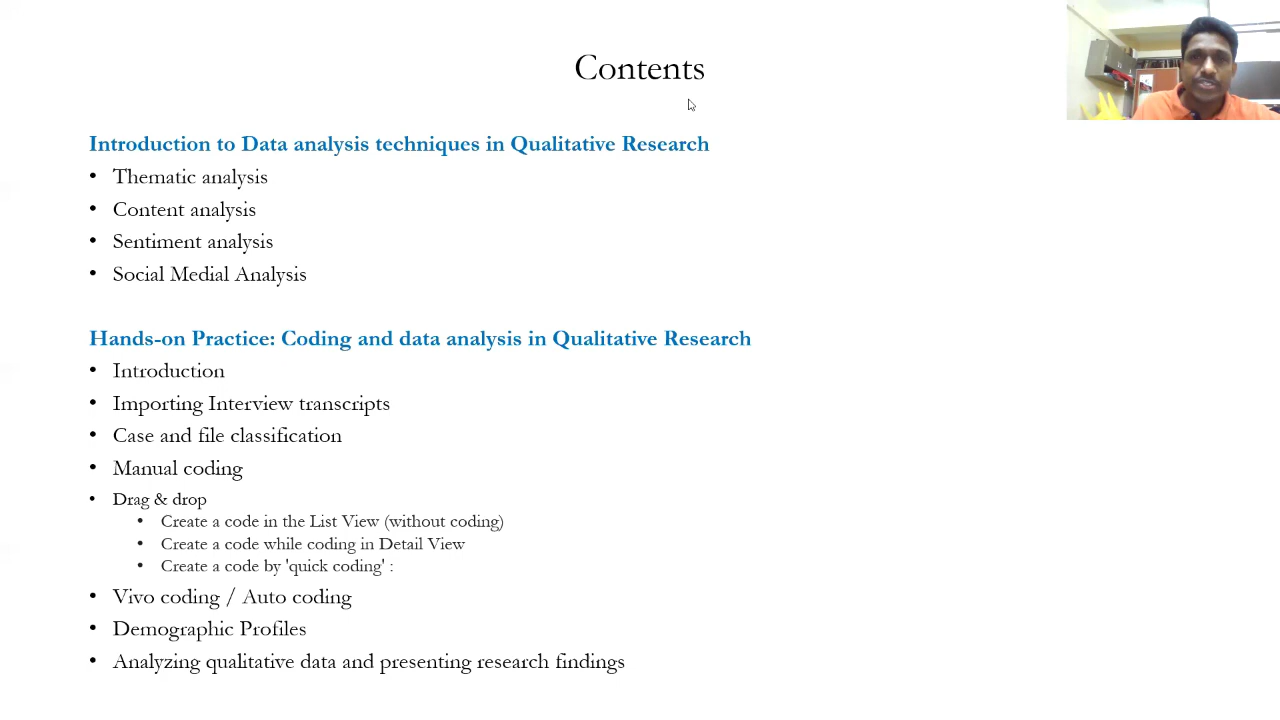 Contents
Introduction to Data analysis techniques in Qualitative Research
• Thematic analysis
• Content analysis
• Sentiment analysis
• Social Medial Analysis
Hands-on Practice: Coding and data analysis in Qualitative Research
• Introduction
• Importing Interview transcripts
• Case and file classification
• Manual coding
• Drag & drop
• Create a code in the List View (without coding)
• Create a code while coding in Detail View
• Create a code by 'quick coding' :
• Vivo coding / Auto coding
• Demographic Profiles
• Analyzing qualitative data and presenting research findings